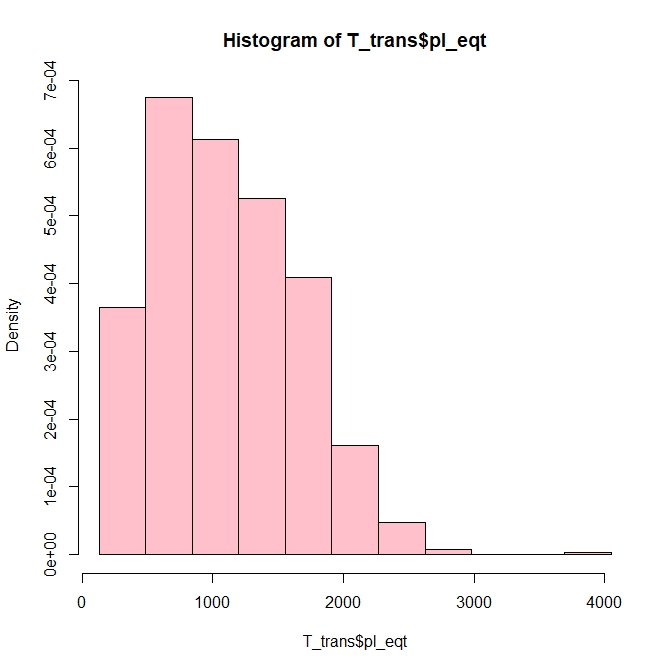 Histogram of T_trans$pl_eqt
Density
7e-04
6e-04
5e-04
4e-04
3e-04
2e-04
1e-04
0e+00
0 1000 2000 3000 4000
T_trans$pl_eqt